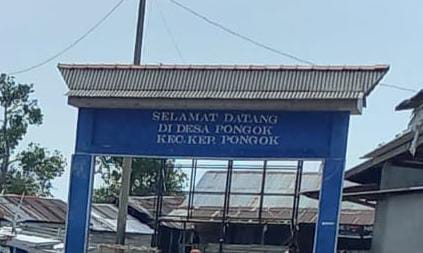 SELAMAT DATANG
DI DESA PONGOK
KEC.KEP. PONGOK